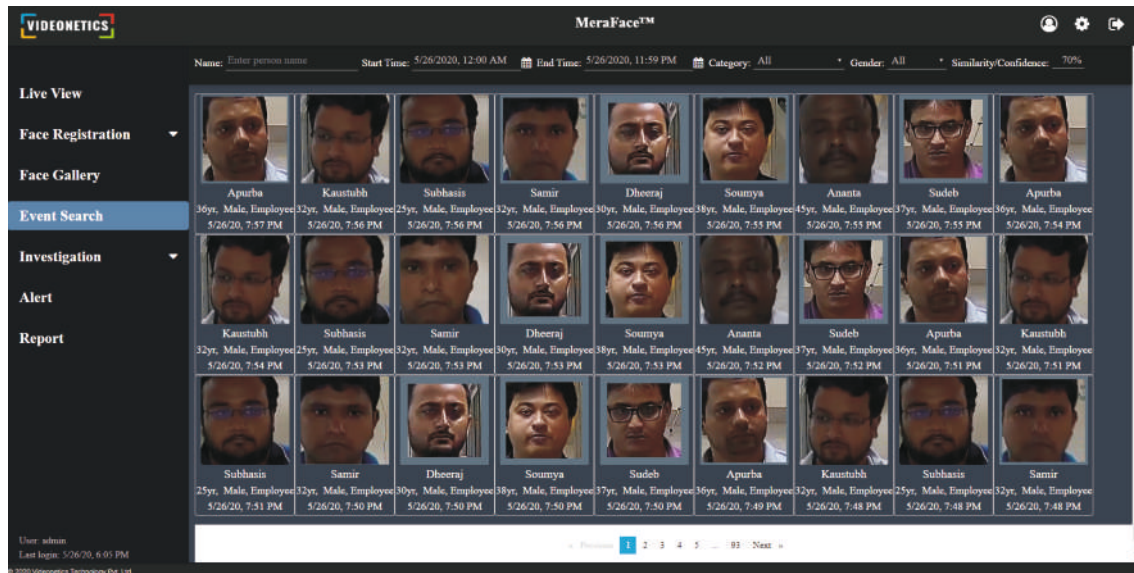 VIDEONETICS
MeraFace™
Name: Enter person name Start Time: 5/26/2020, 12:00 AM End Time: 5/26/2020, 11:59 PM Category: All Gender: All Similarity/Confidence: 70%
Live View
Face Registration
Face Gallery
Event Search
Investigation
Alert
Report
Apurba Kaustubh Subhasis Samir Dheeraj Soumya Ananta Sudeb Apurba
36yr, Male, Employee 32yr, Male, Employee 25yr, Male, Employee 32yr, Male, Employee 30yr, Male, Employee 38yr, Male, Employee 45yr, Male, Employee 37yr, Male, Employee 36yr, Male, Employee
5/26/20, 7:57 PM 5/26/20, 7:56 PM 5/26/20, 7:56 PM 5/26/20, 7:56 PM 5/26/20, 7:56 PM 5/26/20, 7:55 PM 5/26/20, 7:55 PM 5/26/20, 7:55 PM 5/26/20, 7:54 PM
Kaustubh Subhasis Samir Dheeraj Soumya Ananta Sudeb Apurba Kaustubh
32yr, Male, Employee 25yr, Male, Employee 32yr, Male, Employee 30yr, Male, Employee 38yr, Male, Employee 45yr, Male, Employee 37yr, Male, Employee 36yr, Male, Employee 32yr, Male, Employee
5/26/20, 7:54 PM 5/26/20, 7:53 PM 5/26/20, 7:53 PM 5/26/20, 7:53 PM 5/26/20, 7:53 PM 5/26/20, 7:52 PM 5/26/20, 7:52 PM 5/26/20, 7:51 PM 5/26/20, 7:51 PM
Subhasis Samir Dheeraj Soumya Sudeb Apurba Kaustubh Subhasis Samir
25yr, Male, Employee 32yr, Male, Employee 30yr, Male, Employee 38yr, Male, Employee 37yr, Male, Employee 36yr, Male, Employee 32yr, Male, Employee 25yr, Male, Employee 32yr, Male, Employee
5/26/20, 7:51 PM 5/26/20, 7:50 PM 5/26/20, 7:50 PM 5/26/20, 7:50 PM 5/26/20, 7:50 PM 5/26/20, 7:49 PM 5/26/20, 7:48 PM 5/26/20, 7:48 PM 5/26/20, 7:48 PM
« Previous 1 2 3 4 5 ... 93 Next »
User: admin
Last login: 5/26/20, 6:05 PM
© 2020 Videonetics Technology Pvt. Ltd.